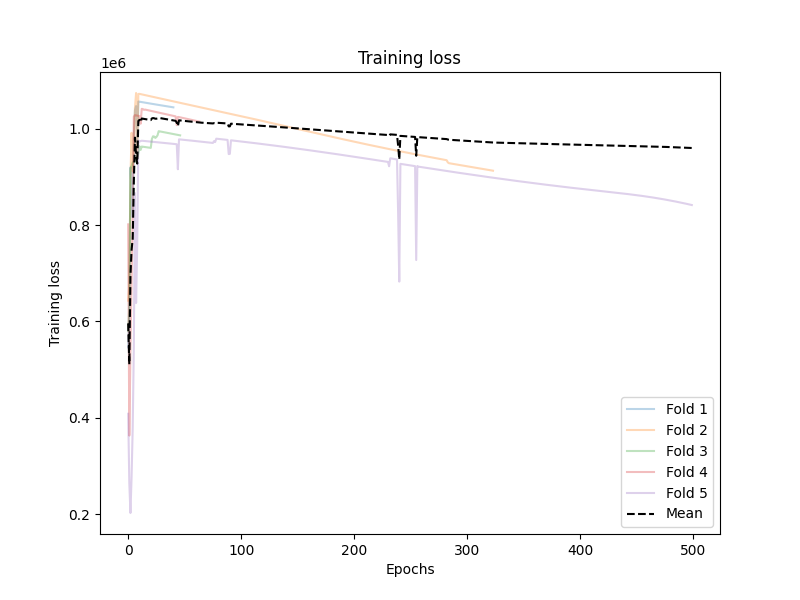 Training loss
1e6
1.0
0.8
0.6
0.4
0.2
Training loss
0
100
200
300
400
500
Epochs
Fold 1
Fold 2
Fold 3
Fold 4
Fold 5
Mean